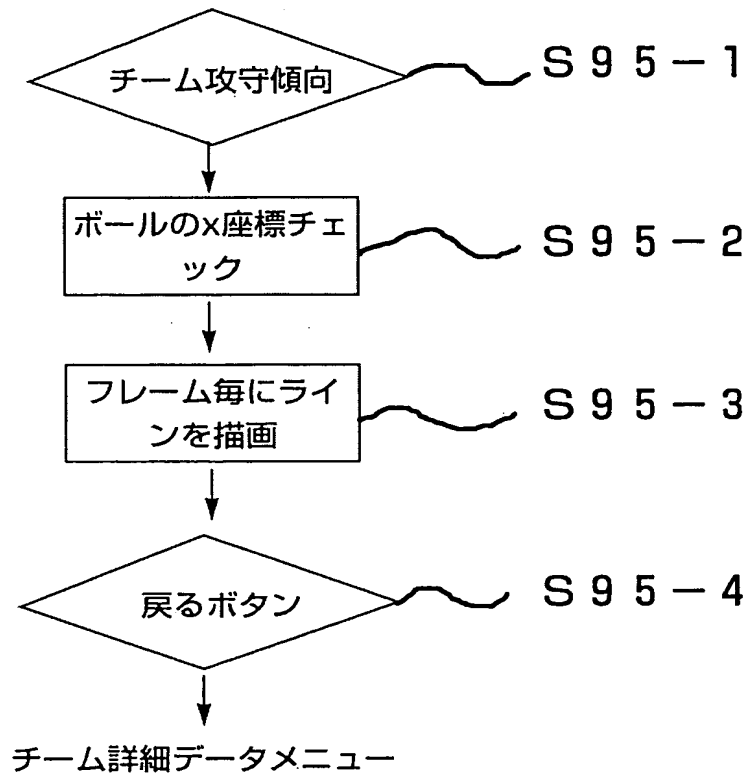 チーム攻守傾向
S95-1
ボールのx座標チェ
ック
S95-2
フレーム毎にライ
ンを描画
S95-3
戻るボタン
S95-4
チーム詳細データメニュー